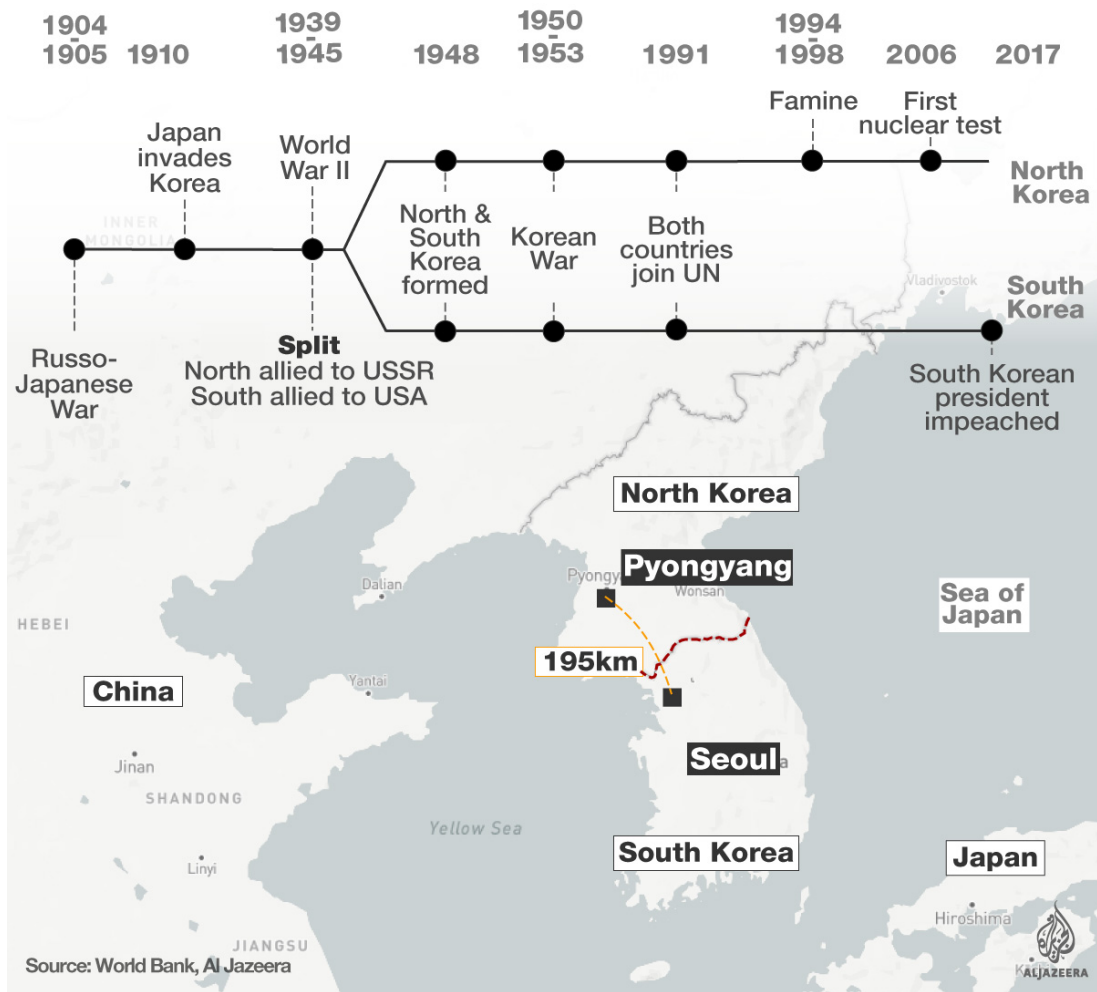 1904
-
1905
1910
1939
-
1945
1948
1950
-
1953
1991
1994
-
1998
2006
2017
Japan
invades
Korea
World
War II
Famine
First
nuclear test
North
Korea
North &
South
Korea
formed
Korean
War
Both
countries
join UN
INNER
MONGOLIA
Vladivostok
South
Korea
Russo-
Japanese
War
Split
North allied to USSR
South allied to USA
South Korean
president
impeached
North Korea
Pyongyang
Wonsan
Dalian
Sea of
Japan
HEBEI
195km
China
Yantai
Jinan
Seoul
SHANDONG
Yellow Sea
South Korea
Japan
Linyi
Hiroshima
JIANGSU
Source: World Bank, Al Jazeera
ALJAZEERA